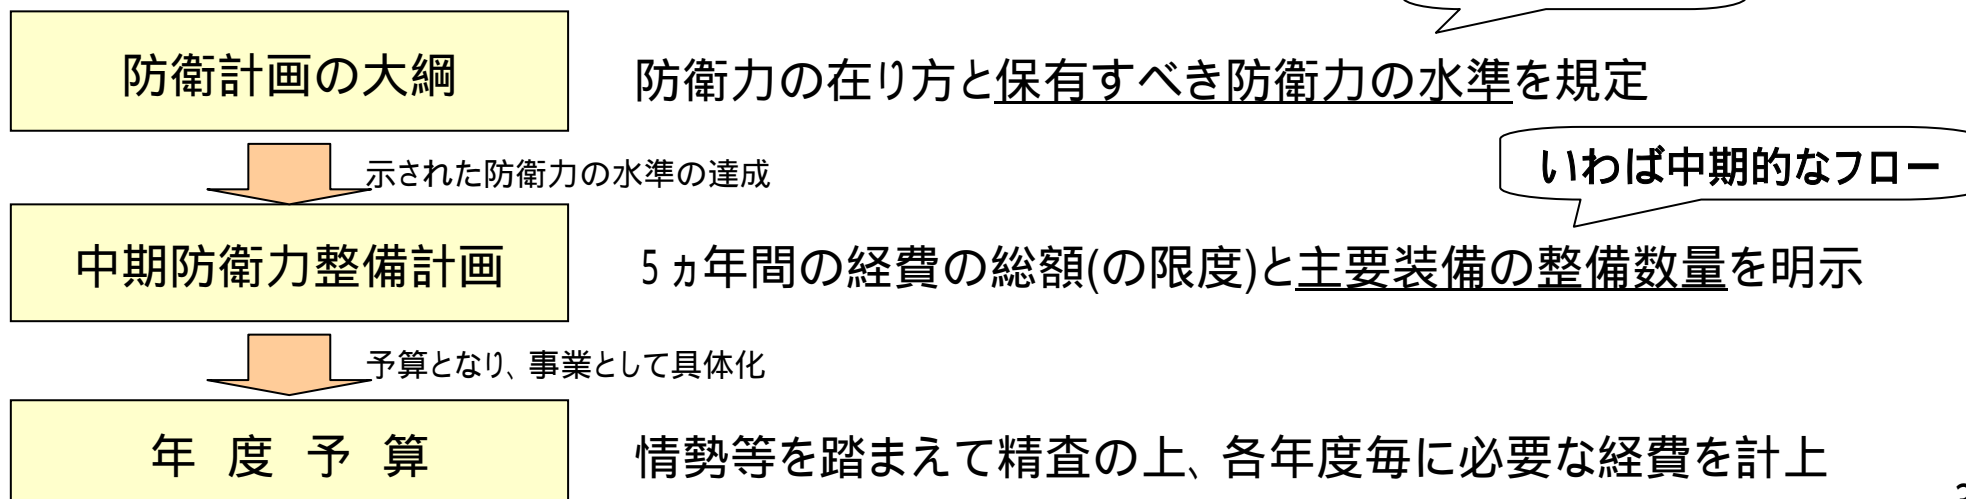 防衛計画の大綱
防衛力の在り方と保有すべき防衛力の水準を規定
示された防衛力の水準の達成
いわば中期的なフロー
中期防衛力整備計画
5ヵ年間の経費の総額(の限度)と主要装備の整備数量を明示
予算となり、事業として具体化
年度予算
情勢等を踏まえて精査の上、各年度毎に必要な経費を計上